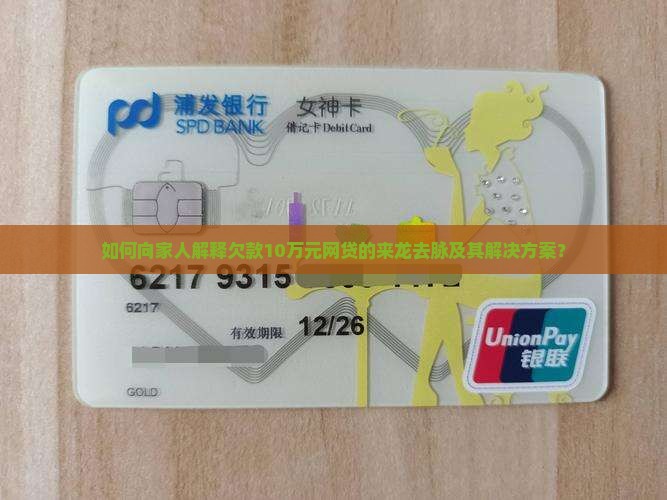 浦发银行
SPD BANK
女神卡
借记卡 Debit Card
如何向家人解释欠款10万元网贷的来龙去脉及其解决方案?
6217 9315
6217
有效期限 12/26
UnionPay
银联
GOLD